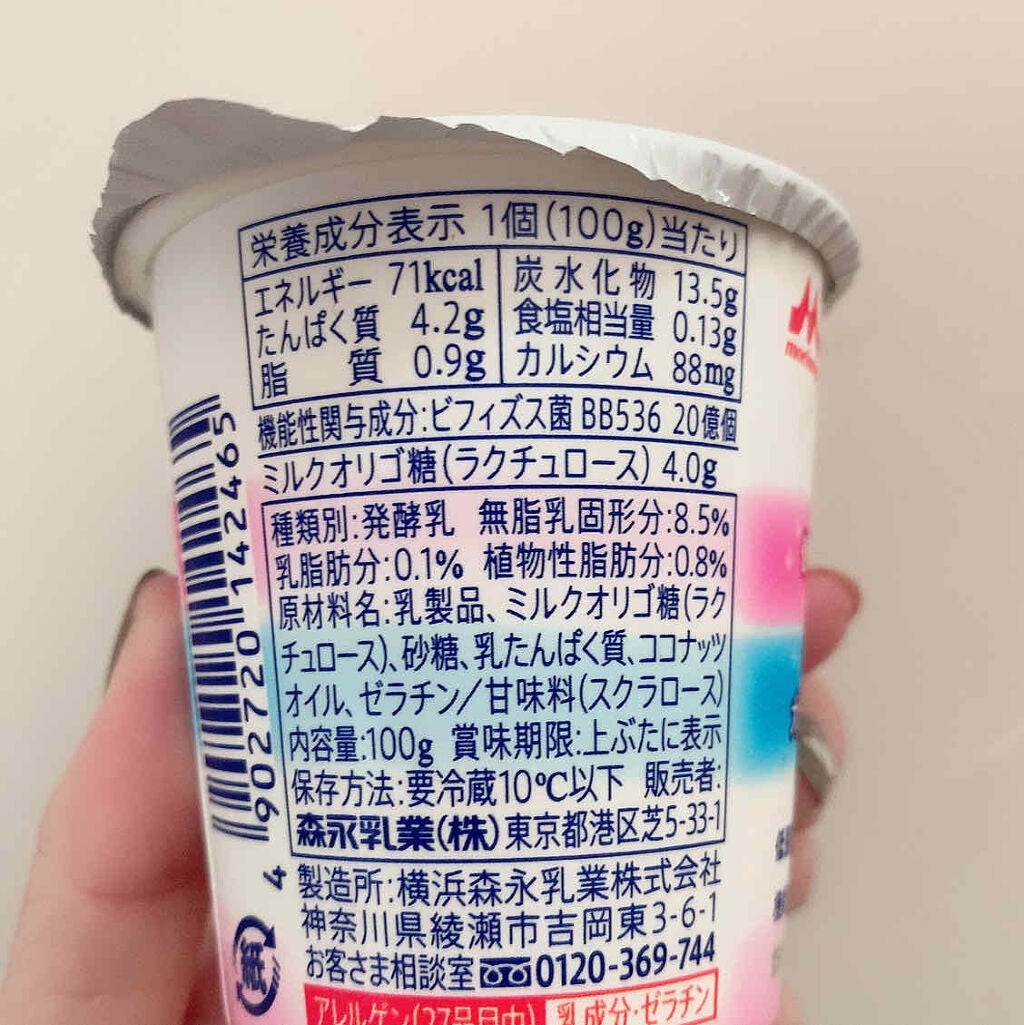 栄養成分表示 1個(100g)当たり
エネルギー 71kcal
たんぱく質 4.2g
脂質 0.9g
炭水化物 13.5g
食塩相当量 0.13g
カルシウム 88mg
機能性関与成分:ビフィズス菌 BB536 20億個
ミルクオリゴ糖(ラクチュロース) 4.0g
種類別:発酵乳 無脂乳固形分:8.5%
乳脂肪分:0.1% 植物性脂肪分:0.8%
原材料名:乳製品、ミルクオリゴ糖(ラク
チュロース)、砂糖、乳たんぱく質、ココナッツ
オイル、ゼラチン/甘味料(スクラロース)
内容量:100g 賞味期限:上ぶたに表示
保存方法:要冷蔵10℃以下 販売者:
森永乳業(株)東京都港区芝5-33-1
製造所:横浜森永乳業株式会社
神奈川県綾瀬市吉岡東3-6-1
お客さま相談室 0120-369-744
アレルゲン(27品目中) 乳成分・ゼラチン
4 902720 142465
紙